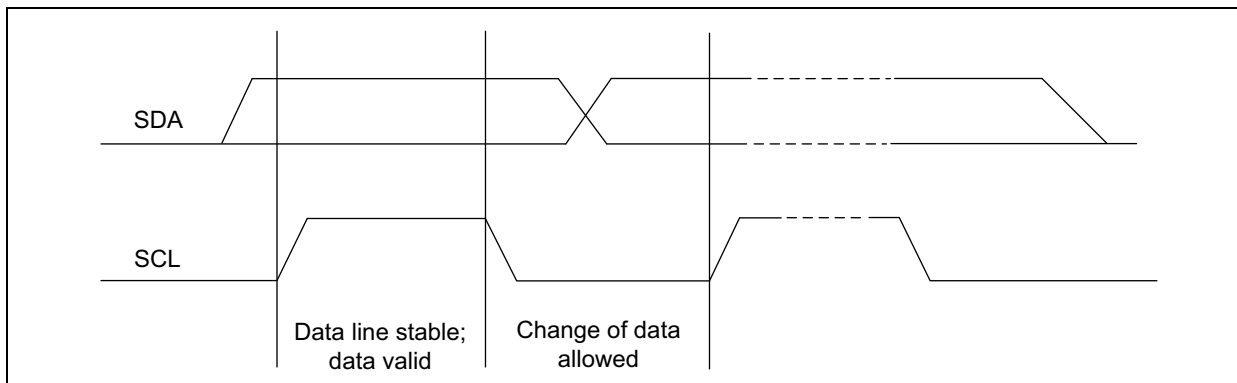 SDA
SCL
Data line stable;
data valid
Change of data
allowed